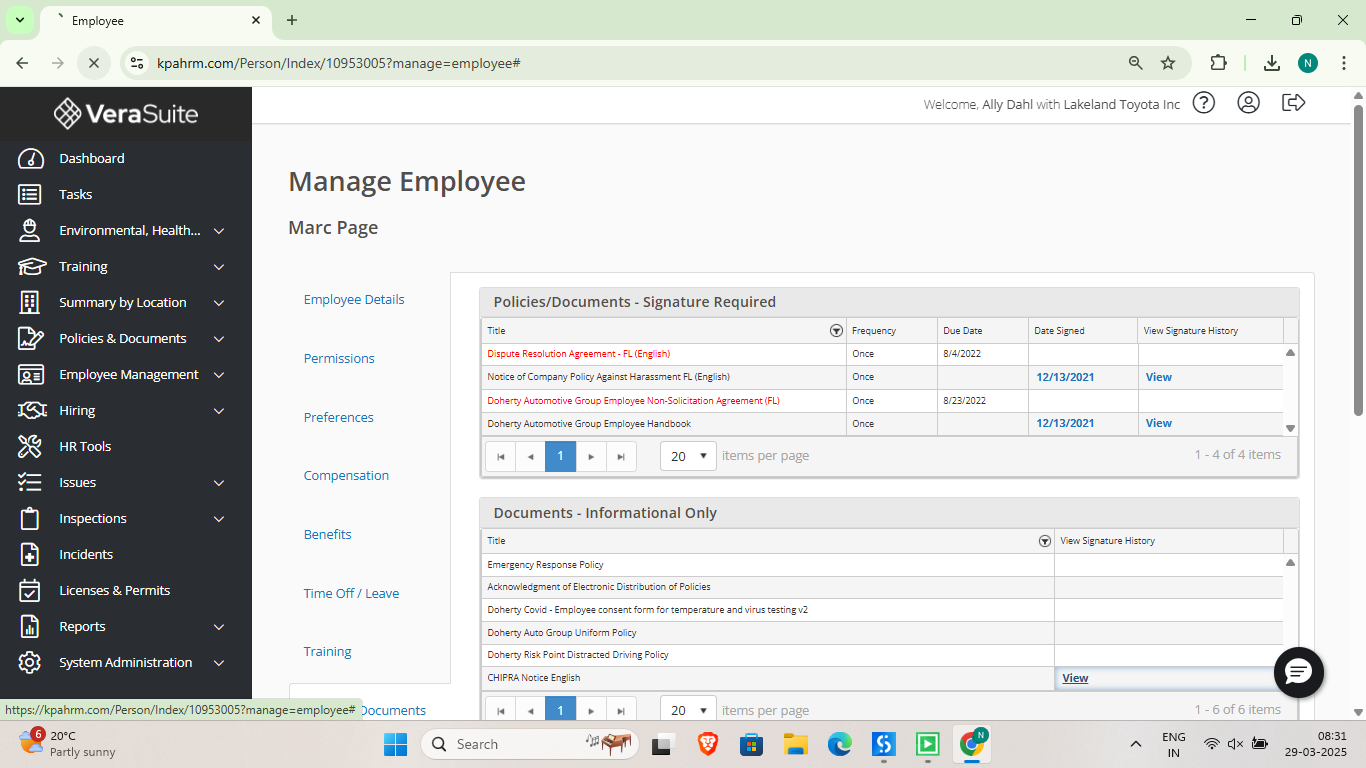 Employee
kpahrm.com/Person/Index/10953005?manage=employee#
N
VeraSuite
Welcome, Ally Dahl with Lakeland Toyota Inc
?
Dashboard
Tasks
Environmental, Health...
Training
Summary by Location
Policies & Documents
Employee Management
Hiring
HR Tools
Issues
Inspections
Incidents
Licenses & Permits
Reports
System Administration
Manage Employee
Marc Page
Employee Details
Permissions
Preferences
Compensation
Benefits
Time Off / Leave
Training
Documents
Policies/Documents - Signature Required
Title Frequency Due Date Date Signed View Signature History
Dispute Resolution Agreement - FL (English) Once 8/4/2022
Notice of Company Policy Against Harassment FL (English) Once 12/13/2021 View
Doherty Automotive Group Employee Non-Solicitation Agreement (FL) Once 8/23/2022
Doherty Automotive Group Employee Handbook Once 12/13/2021 View
1 20 items per page 1 - 4 of 4 items
Documents - Informational Only
Title View Signature History
Emergency Response Policy
Acknowledgment of Electronic Distribution of Policies
Doherty Covid - Employee consent form for temperature and virus testing v2
Doherty Auto Group Uniform Policy
Doherty Risk Point Distracted Driving Policy
CHIPRA Notice English View
1 20 items per page 1 - 6 of 6 items
https://kpahrm.com/Person/Index/10953005?manage=employee#
6
20°C
Partly sunny
Search
N
ENG
IN
08:31
29-03-2025